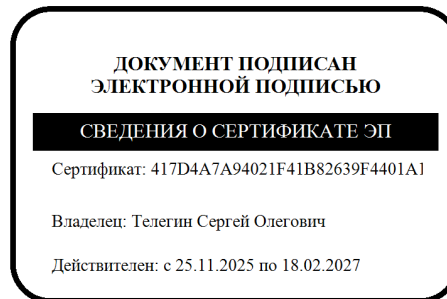 ДОКУМЕНТ ПОДПИСАН
ЭЛЕКТРОННОЙ ПОДПИСЬЮ
СВЕДЕНИЯ О СЕРТИФИКАТЕ ЭП
Сертификат: 417D4A7A94021F41B82639F4401A
Владелец: Телегин Сергей Олегович
Действителен: с 25.11.2025 по 18.02.2027